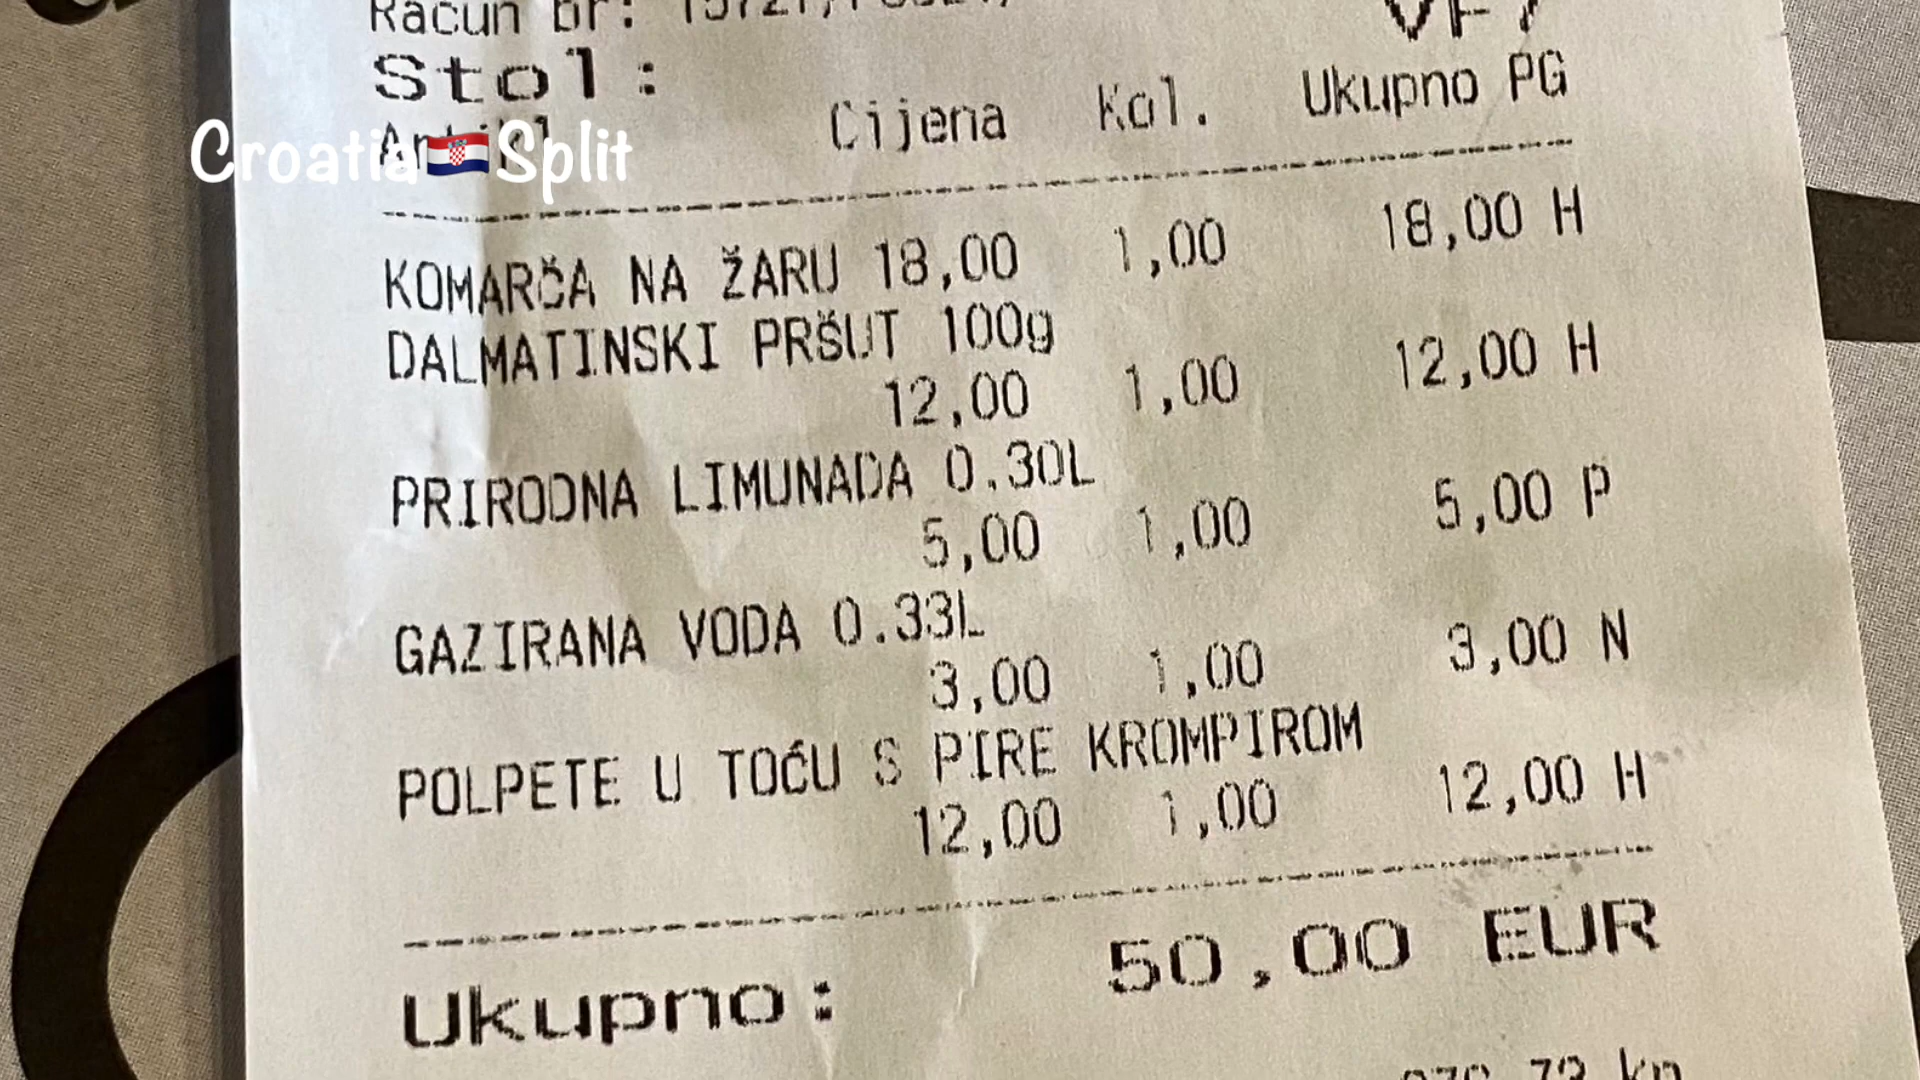 Račun br:
Stol:
Croatia🇭🇷Split
Cijena Kol. Ukupno PG
KOMARČA NA ŽARU 18,00 1,00 18,00 H
DALMATINSKI PRŠUT 100g
12,00 1,00 12,00 H
PRIRODNA LIMUNADA 0.30L
5,00 1,00 5,00 P
GAZIRANA VODA 0.33L
3,00 1,00 3,00 N
POLPETE U TOĆU S PIRE KROMPIROM
12,00 1,00 12,00 H
Ukupno: 50,00 EUR
kn